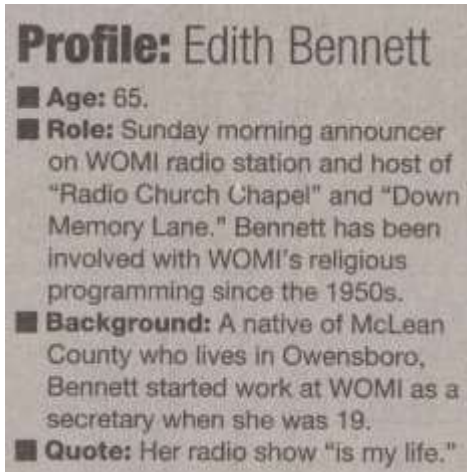 Profile: Edith Bennett
■ Age: 65.
■ Role: Sunday morning announcer
on WOMI radio station and host of
“Radio Church Chapel” and “Down
Memory Lane.” Bennett has been
involved with WOMI’s religious
programming since the 1950s.
■ Background: A native of McLean
County who lives in Owensboro,
Bennett started work at WOMI as a
secretary when she was 19.
■ Quote: Her radio show “is my life.”